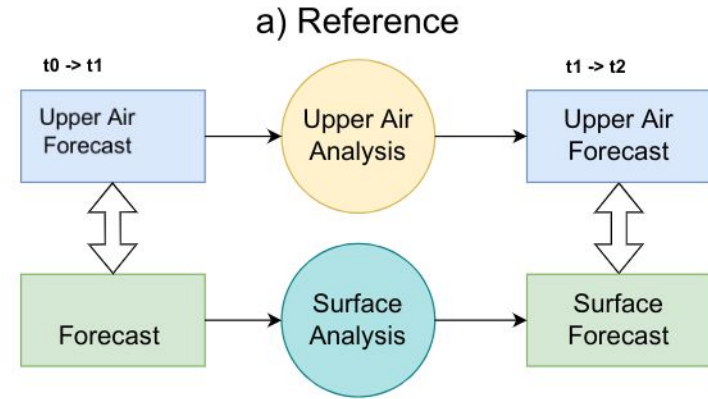 a) Reference
t0 -> t1
t1 -> t2
Upper Air
Forecast
Upper Air
Analysis
Upper Air
Forecast
Forecast
Surface
Analysis
Surface
Forecast